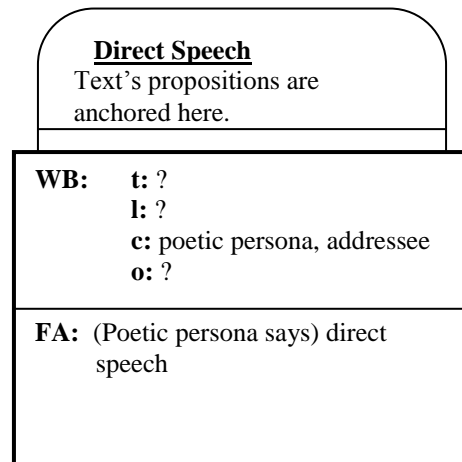 Direct Speech
Text’s propositions are
anchored here.
WB: t: ?
l: ?
c: poetic persona, addressee
o: ?
FA: (Poetic persona says) direct
speech